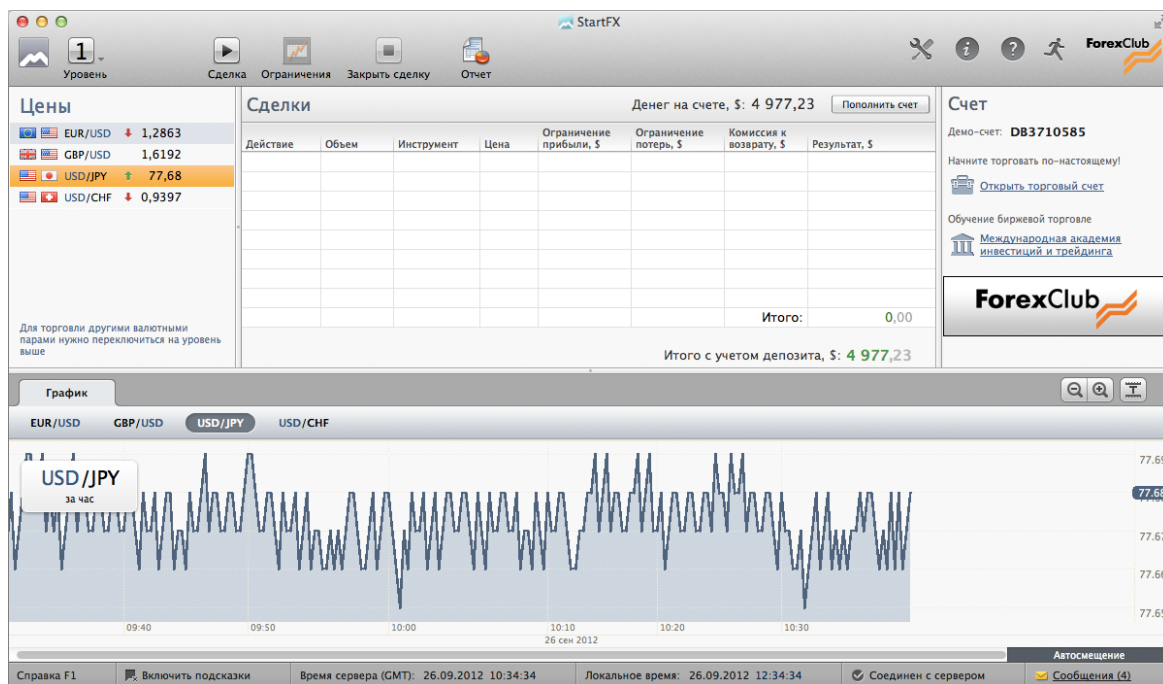 StartFX
1
Уровень
Сделка
Ограничения
Закрыть сделку
Отчет
ForexClub
Цены
EUR/USD 1,2863
GBP/USD 1,6192
USD/JPY 77,68
USD/CHF 0,9397
Для торговли другими валютными
парами нужно переключиться на уровень
выше
Сделки
Денег на счете, $: 4 977,23
Пополнить счет
Действие
Объем
Инструмент
Цена
Ограничение
прибыли, $
Ограничение
потерь, $
Комиссия к
возврату, $
Результат, $
Итого: 0,00
Итого с учетом депозита, $: 4 977,23
Счет
Демо-счет: DB3710585
Начните торговать по-настоящему!
Открыть торговый счет
Обучение биржевой торговле
Международная академия
инвестиций и трейдинга
ForexClub
График
EUR/USD GBP/USD USD/JPY USD/CHF
USD/JPY
за час
77.69
77.68
77.67
77.66
77.65
09:40 09:50 10:00 10:10 10:20 10:30
26 сен 2012
Автосмещение
Справка F1
Включить подсказки
Время сервера (GMT): 26.09.2012 10:34:34
Локальное время: 26.09.2012 12:34:34
Соединен с сервером
Сообщения (4)